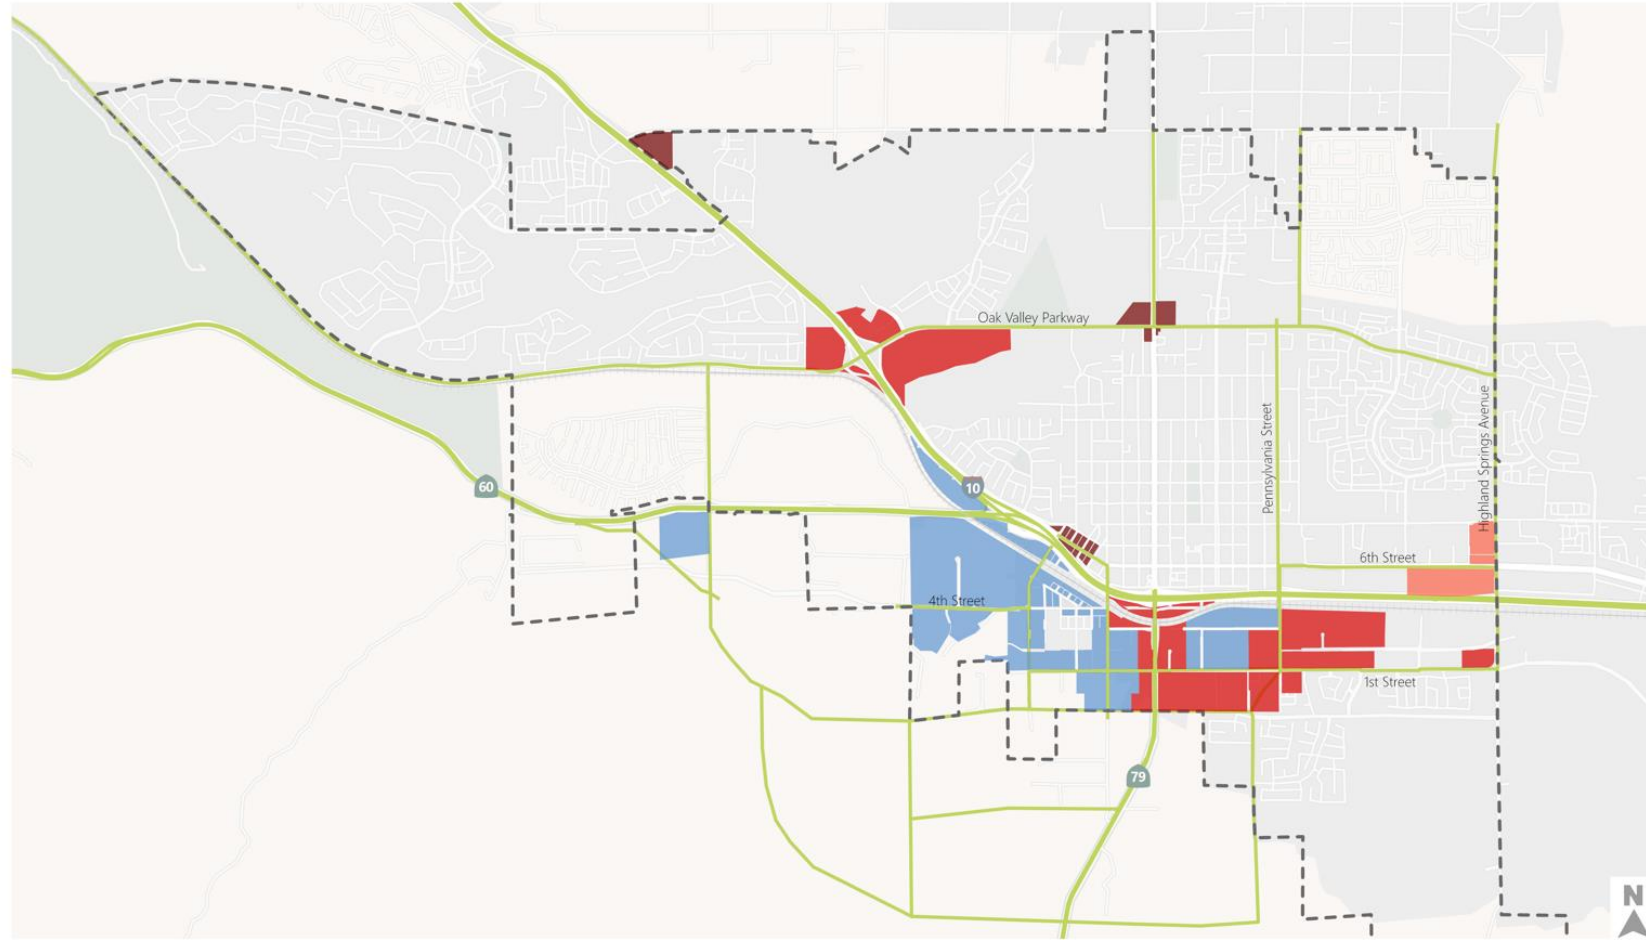 Oak Valley Parkway
Pennsylvania Street
Highland Springs Avenue
60
10
6th Street
4th Street
1st Street
79
N